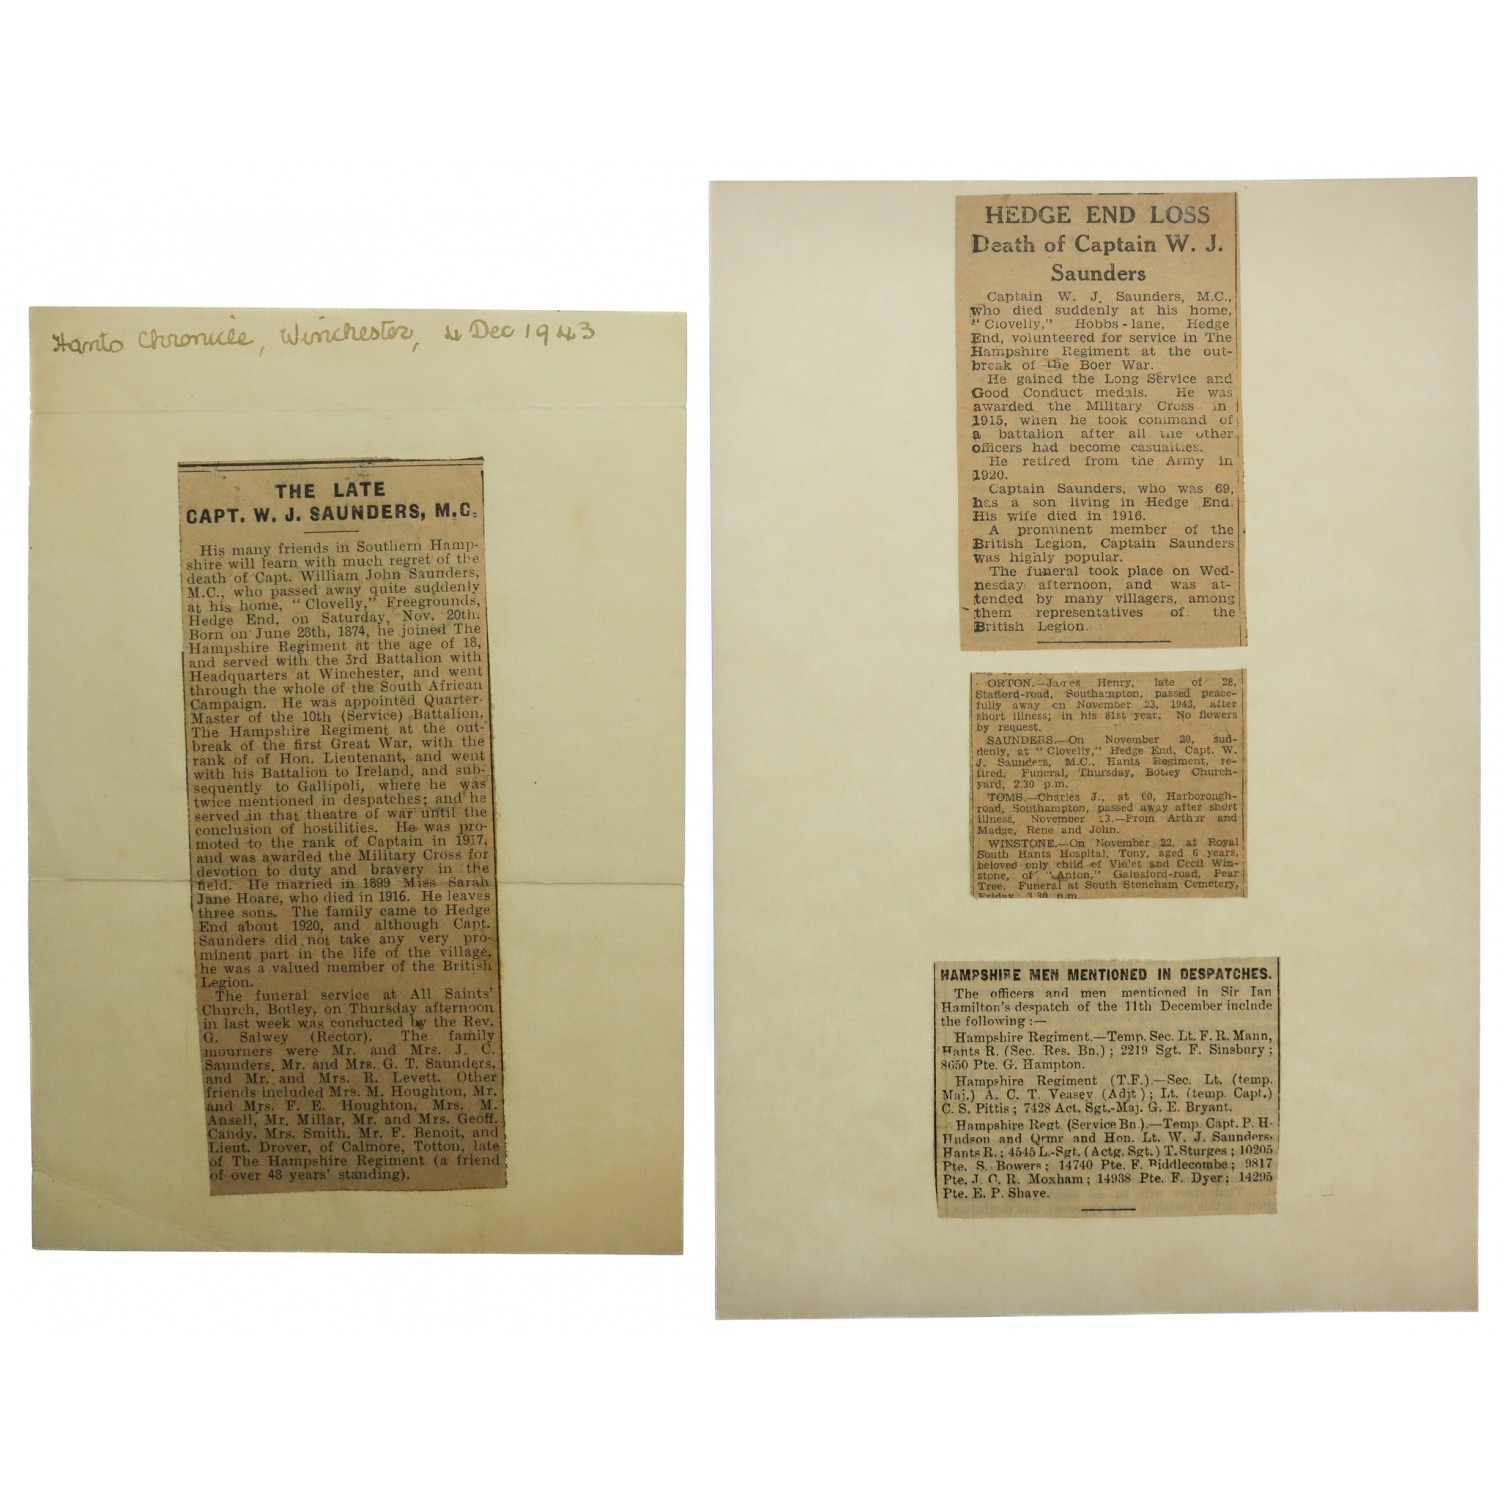 Hants Chronicle, Winchester, 4 Dec 1943
THE LATE
CAPT. W. J. SAUNDERS, M.C.
His many friends in Southern Hamp-
shire will learn with much regret of the
death of Capt. William John Saunders,
M.C., who passed away quite suddenly
at his home, "Clovelly," Freegrounds,
Hedge End, on Saturday, Nov. 20th.
Born on June 28th, 1874, he joined The
Hampshire Regiment at the age of 18,
and served with the 3rd Battalion with
Headquarters at Winchester, and went
through the whole of the South African
Campaign. He was appointed Quarter-
Master of the 10th (Service) Battalion,
The Hampshire Regiment at the out-
break of the first Great War, with the
rank of of Hon. Lieutenant, and went
with his Battalion to Ireland, and sub-
sequently to Gallipoli, where he was
twice mentioned in despatches; and he
served in that theatre of war until the
conclusion of hostilities. He was pro-
moted to the rank of Captain in 1917,
and was awarded the Military Cross for
devotion to duty and bravery in the
field. He married in 1899 Miss Sarah
Jane Hoare, who died in 1916. He leaves
three sons. The family came to Hedge
End about 1920, and although Capt.
Saunders did not take any very pro-
minent part in the life of the village,
he was a valued member of the British
Legion.
The funeral service at All Saints'
Church, Botley, on Thursday afternoon
in last week was conducted by the Rev.
G. Salwey (Rector). The family
mourners were Mr. and Mrs. J. C.
Saunders, Mr. and Mrs. G. T. Saunders,
and Mr. and Mrs. R. Levett. Other
friends included Mrs. M. Houghton, Mr.
and Mrs. F. E. Houghton, Mrs. M.
Ansell, Mr. Millar, Mr. and Mrs. Geoff.
Candy, Mrs. Smith, Mr. F. Benoit, and
Lieut. Drover, of Calmore, Totton, late
of The Hampshire Regiment (a friend
of over 48 years' standing).
HEDGE END LOSS
Death of Captain W. J.
Saunders
Captain W. J. Saunders, M.C.,
who died suddenly at his home,
"Clovelly," Hobbs-lane, Hedge
End, volunteered for service in The
Hampshire Regiment at the out-
break of the Boer War.
He gained the Long Service and
Good Conduct medals. He was
awarded the Military Cross in
1915, when he took command of
a battalion after all the other
officers had become casualties.
He retired from the Army in
1920.
Captain Saunders, who was 69,
has a son living in Hedge End.
His wife died in 1916.
A prominent member of the
British Legion, Captain Saunders
was highly popular.
The funeral took place on Wed-
nesday afternoon, and was at-
tended by many villagers, among
them representatives of the
British Legion.
ORTON.—James Henry, late of 28,
Stafford-road, Southampton, passed peace-
fully away on November 23, 1943, after
short illness; in his 81st year. No flowers
by request.
SAUNDERS.—On November 20, sud-
denly, at "Clovelly," Hedge End, Capt. W.
J. Saunders, M.C., Hants Regiment, re-
tired. Funeral, Thursday, Botley Church-
yard, 2.30 p.m.
TOMS.—Charles J., at 60, Harborough-
road, Southampton, passed away after short
illness, November 23.—From Arthur and
Madge, Rene and John.
WINSTONE.—On November 22, at Royal
South Hants Hospital, Tony, aged 6 years,
beloved only child of Violet and Cecil Win-
stone, of "Anton," Gainsford-road, Pear
Tree. Funeral at South Stoneham Cemetery,
Friday, 3.30 p.m.
HAMPSHIRE MEN MENTIONED IN DESPATCHES.
The officers and men mentioned in Sir Ian
Hamilton's despatch of the 11th December include
the following :—
Hampshire Regiment.—Temp. Sec. Lt. F. R. Mann,
Hants R. (Sec. Res. Bn.) ; 2219 Sgt. F. Sinsbury ;
8650 Pte. G. Hampton.
Hampshire Regiment (T.F.).—Sec. Lt. (temp.
Maj.) A. C. T. Veasey (Adjt) ; Lt. (temp. Capt.)
C. S. Pittis ; 7428 Act. Sgt.-Maj. G. E. Bryant.
Hampshire Regt. (Service Bn.).—Temp. Capt. P. H.
Hudson and Qrmr and Hon. Lt. W. J. Saunders,
Hants R. ; 4545 L.-Sgt. (Actg. Sgt.) T. Sturges ; 10205
Pte. S. Bowers ; 14740 Pte. F. Biddlecombe ; 9817
Pte. J. C. R. Moxham ; 14938 Pte. F. Dyer ; 14295
Pte. E. P. Shave.